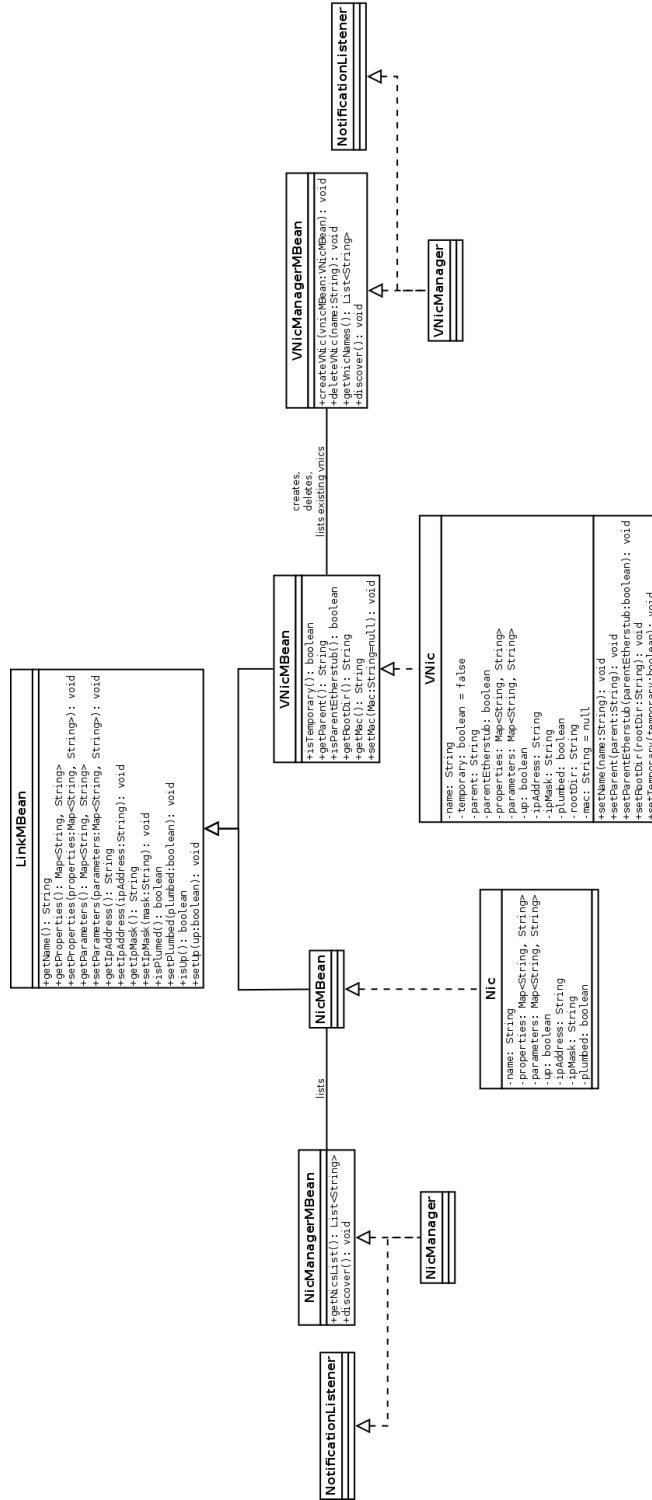 LinkMBean
+getName(): String
+getProperties(): Map<String, String>
+setProperties(properties:Map<String, String>): void
+getParameters(): Map<String, String>
+setParameters(parameters:Map<String, String>): void
+getIpAddress(): String
+setIpAddress(ipAddress:String): void
+getIpMask(): String
+setIpMask(mask:String): void
+isPlumed(): boolean
+setPlumbed(plumbed:boolean): void
+isUp(): boolean
+setUp(up:boolean): void
NotificationListener
NicManagerMBean
+getNicsList(): List<String>
+discover(): void
lists
NicMBean
VNicMBean
+isTemporary(): boolean
+getParent(): String
+isParentEtherstub(): boolean
+getRootDir(): String
+getMac(): String
+setMac(Mac:String=null): void
creates,
deletes,
lists existing vnics
VNicManagerMBean
+createVNic(vnicMBean:VNicMBean): void
+deleteVNic(name:String): void
+getVnicNames(): List<String>
+discover(): void
NotificationListener
NicManager
Nic
-name: String
-properties: Map<String, String>
-parameters: Map<String, String>
-up: boolean
-ipAddress: String
-ipMask: String
-plumbed: boolean
VNic
-name: String
-temporary: boolean = false
-parent: String
-parentEtherstub: boolean
-properties: Map<String, String>
-parameters: Map<String, String>
-up: boolean
-ipAddress: String
-ipMask: String
-plumbed: boolean
-rootDir: String
-mac: String = null
+setName(name:String): void
+setParent(parent:String): void
+setParentEtherstub(parentEtherstub:boolean): void
+setRootDir(rootDir:String): void
+setTemporary(temporary:boolean): void
VNicManager